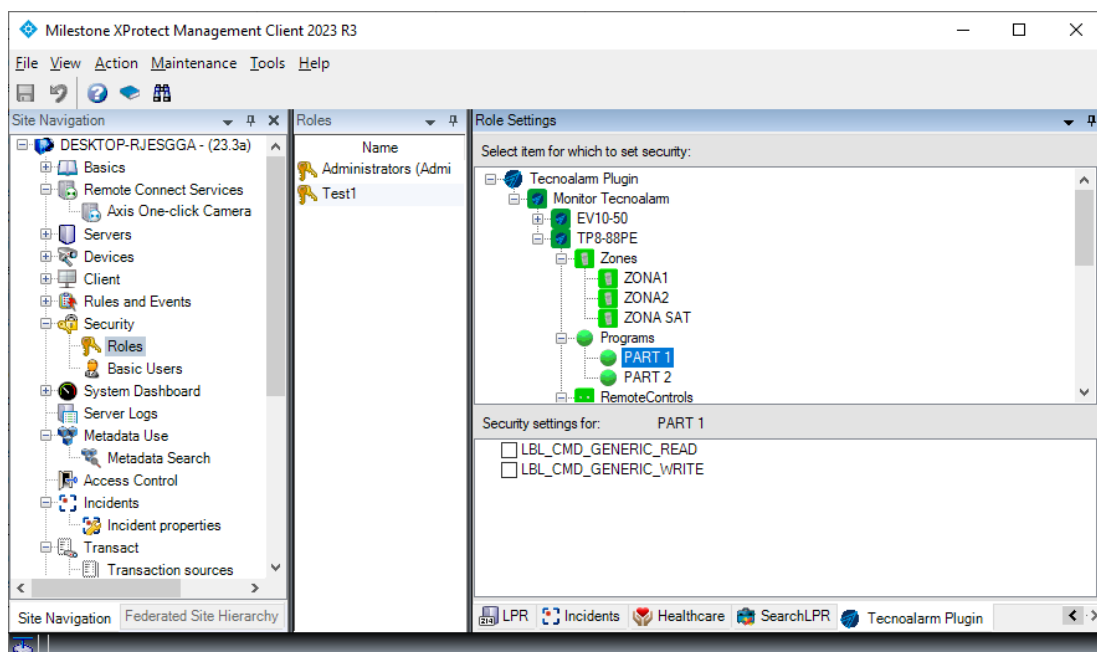 Milestone XProtect Management Client 2023 R3
File View Action Maintenance Tools Help
Site Navigation
DESKTOP-RJESGGA - (23.3a)
Basics
Remote Connect Services
Axis One-click Camera
Servers
Devices
Client
Rules and Events
Security
Roles
Basic Users
System Dashboard
Server Logs
Metadata Use
Metadata Search
Access Control
Incidents
Incident properties
Transact
Transaction sources
Site Navigation
Federated Site Hierarchy
Roles
Name
Administrators (Admi
Test1
Role Settings
Select item for which to set security:
Tecnoalarm Plugin
Monitor Tecnoalarm
EV10-50
TP8-88PE
Zones
ZONA1
ZONA2
ZONA SAT
Programs
PART 1
PART 2
RemoteControls
Security settings for: PART 1
LBL_CMD_GENERIC_READ
LBL_CMD_GENERIC_WRITE
LPR Incidents Healthcare SearchLPR Tecnoalarm Plugin